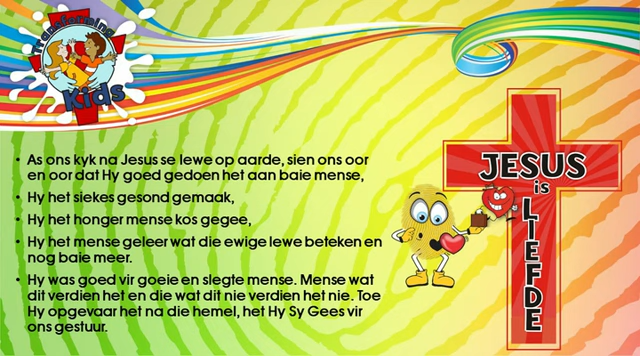 Transforming
Kids
• As ons kyk na Jesus se lewe op aarde, sien ons oor
en oor dat Hy goed gedoen het aan baie mense,
• Hy het siekes gesond gemaak,
• Hy het honger mense kos gegee,
• Hy het mense geleer wat die ewige lewe beteken en
nog baie meer.
• Hy was goed vir goeie en slegte mense. Mense wat
dit verdien het en die wat dit nie verdien het nie. Toe
Hy opgevaar het na die hemel, het Hy Sy Gees vir
ons gestuur.
JESUS
is
LIEFDE